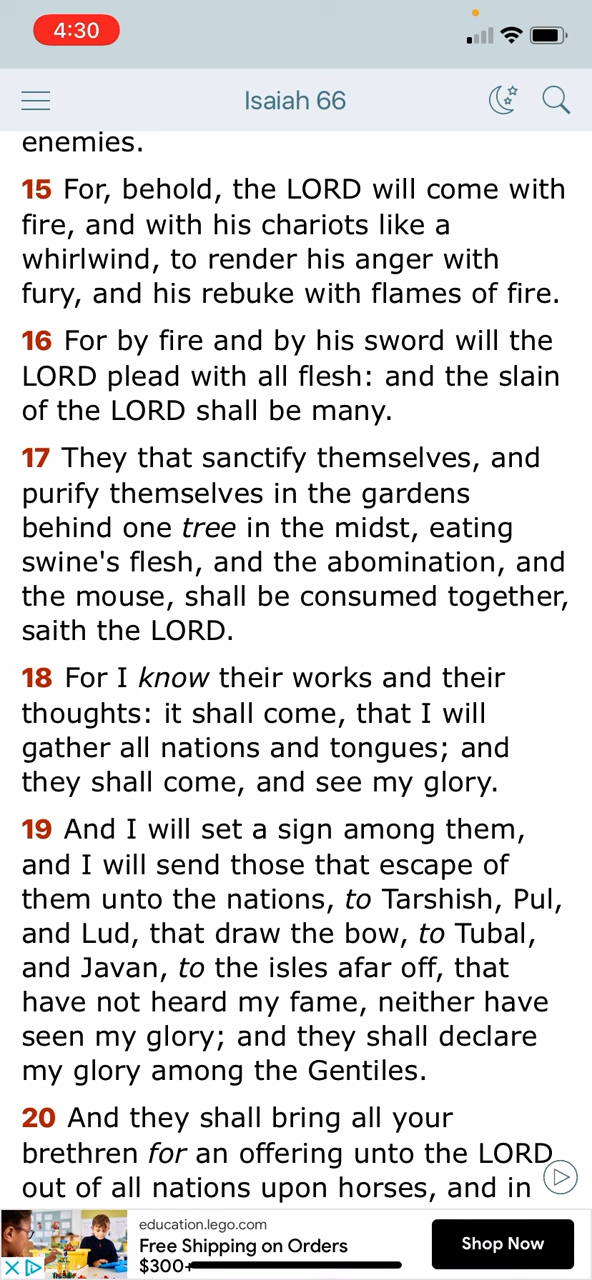 4:30
Isaiah 66
enemies.
15 For, behold, the LORD will come with
fire, and with his chariots like a
whirlwind, to render his anger with
fury, and his rebuke with flames of fire.
16 For by fire and by his sword will the
LORD plead with all flesh: and the slain
of the LORD shall be many.
17 They that sanctify themselves, and
purify themselves in the gardens
behind one tree in the midst, eating
swine's flesh, and the abomination, and
the mouse, shall be consumed together,
saith the LORD.
18 For I know their works and their
thoughts: it shall come, that I will
gather all nations and tongues; and
they shall come, and see my glory.
19 And I will set a sign among them,
and I will send those that escape of
them unto the nations, to Tarshish, Pul,
and Lud, that draw the bow, to Tubal,
and Javan, to the isles afar off, that
have not heard my fame, neither have
seen my glory; and they shall declare
my glory among the Gentiles.
20 And they shall bring all your
brethren for an offering unto the LORD
out of all nations upon horses, and in
education.lego.com
Free Shipping on Orders
$300+
Shop Now